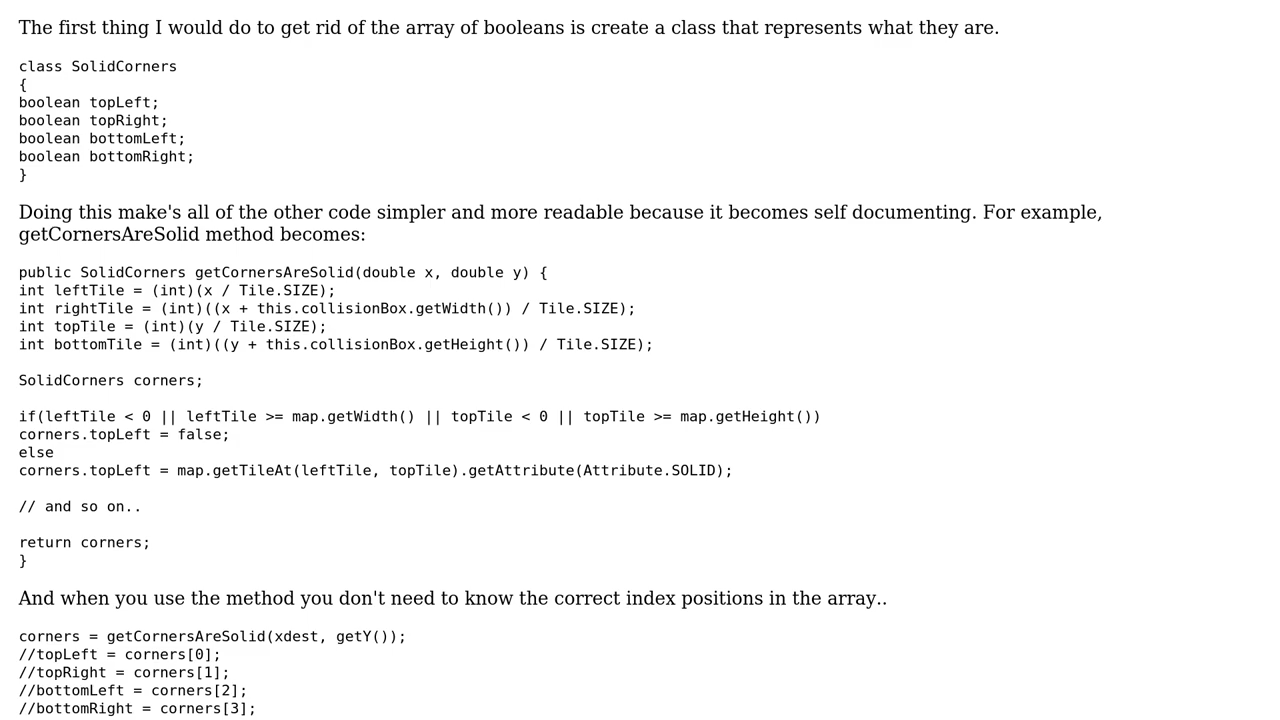 The first thing I would do to get rid of the array of booleans is create a class that represents what they are.
class SolidCorners
{
boolean topLeft;
boolean topRight;
boolean bottomLeft;
boolean bottomRight;
}
Doing this make's all of the other code simpler and more readable because it becomes self documenting. For example,
getCornersAreSolid method becomes:
public SolidCorners getCornersAreSolid(double x, double y) {
int leftTile = (int)(x / Tile.SIZE);
int rightTile = (int)((x + this.collisionBox.getWidth()) / Tile.SIZE);
int topTile = (int)(y / Tile.SIZE);
int bottomTile = (int)((y + this.collisionBox.getHeight()) / Tile.SIZE);
SolidCorners corners;
if(leftTile < 0 || leftTile >= map.getWidth() || topTile < 0 || topTile >= map.getHeight())
corners.topLeft = false;
else
corners.topLeft = map.getTileAt(leftTile, topTile).getAttribute(Attribute.SOLID);
// and so on..
return corners;
}
And when you use the method you don't need to know the correct index positions in the array..
corners = getCornersAreSolid(xdest, getY());
//topLeft = corners[0];
//topRight = corners[1];
//bottomLeft = corners[2];
//bottomRight = corners[3];